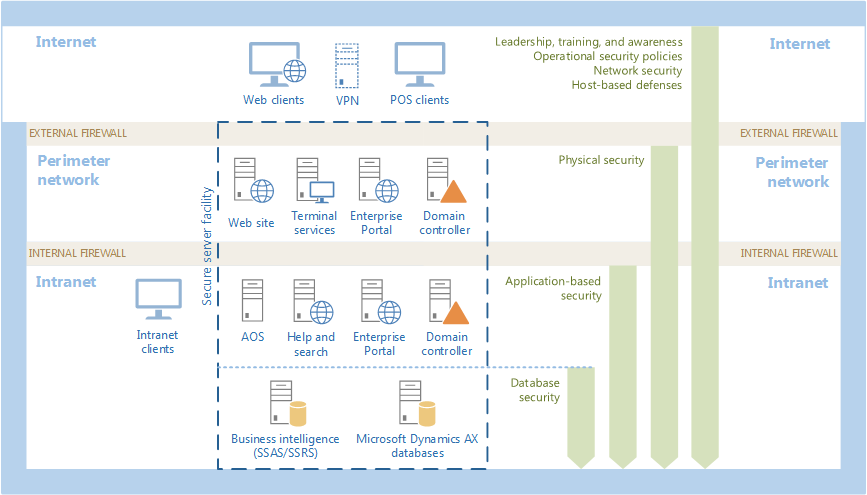 Internet
Leadership, training, and awareness
Operational security policies
Network security
Host-based defenses
Internet
Web clients
VPN
POS clients
EXTERNAL FIREWALL
EXTERNAL FIREWALL
Perimeter
network
Physical security
Perimeter
network
Secure server facility
Web site
Terminal
services
Enterprise
Portal
Domain
controller
INTERNAL FIREWALL
INTERNAL FIREWALL
Intranet
Application-based
security
Intranet
Intranet
clients
AOS
Help and
search
Enterprise
Portal
Domain
controller
Database
security
Business intelligence
(SSAS/SSRS)
Microsoft Dynamics AX
databases